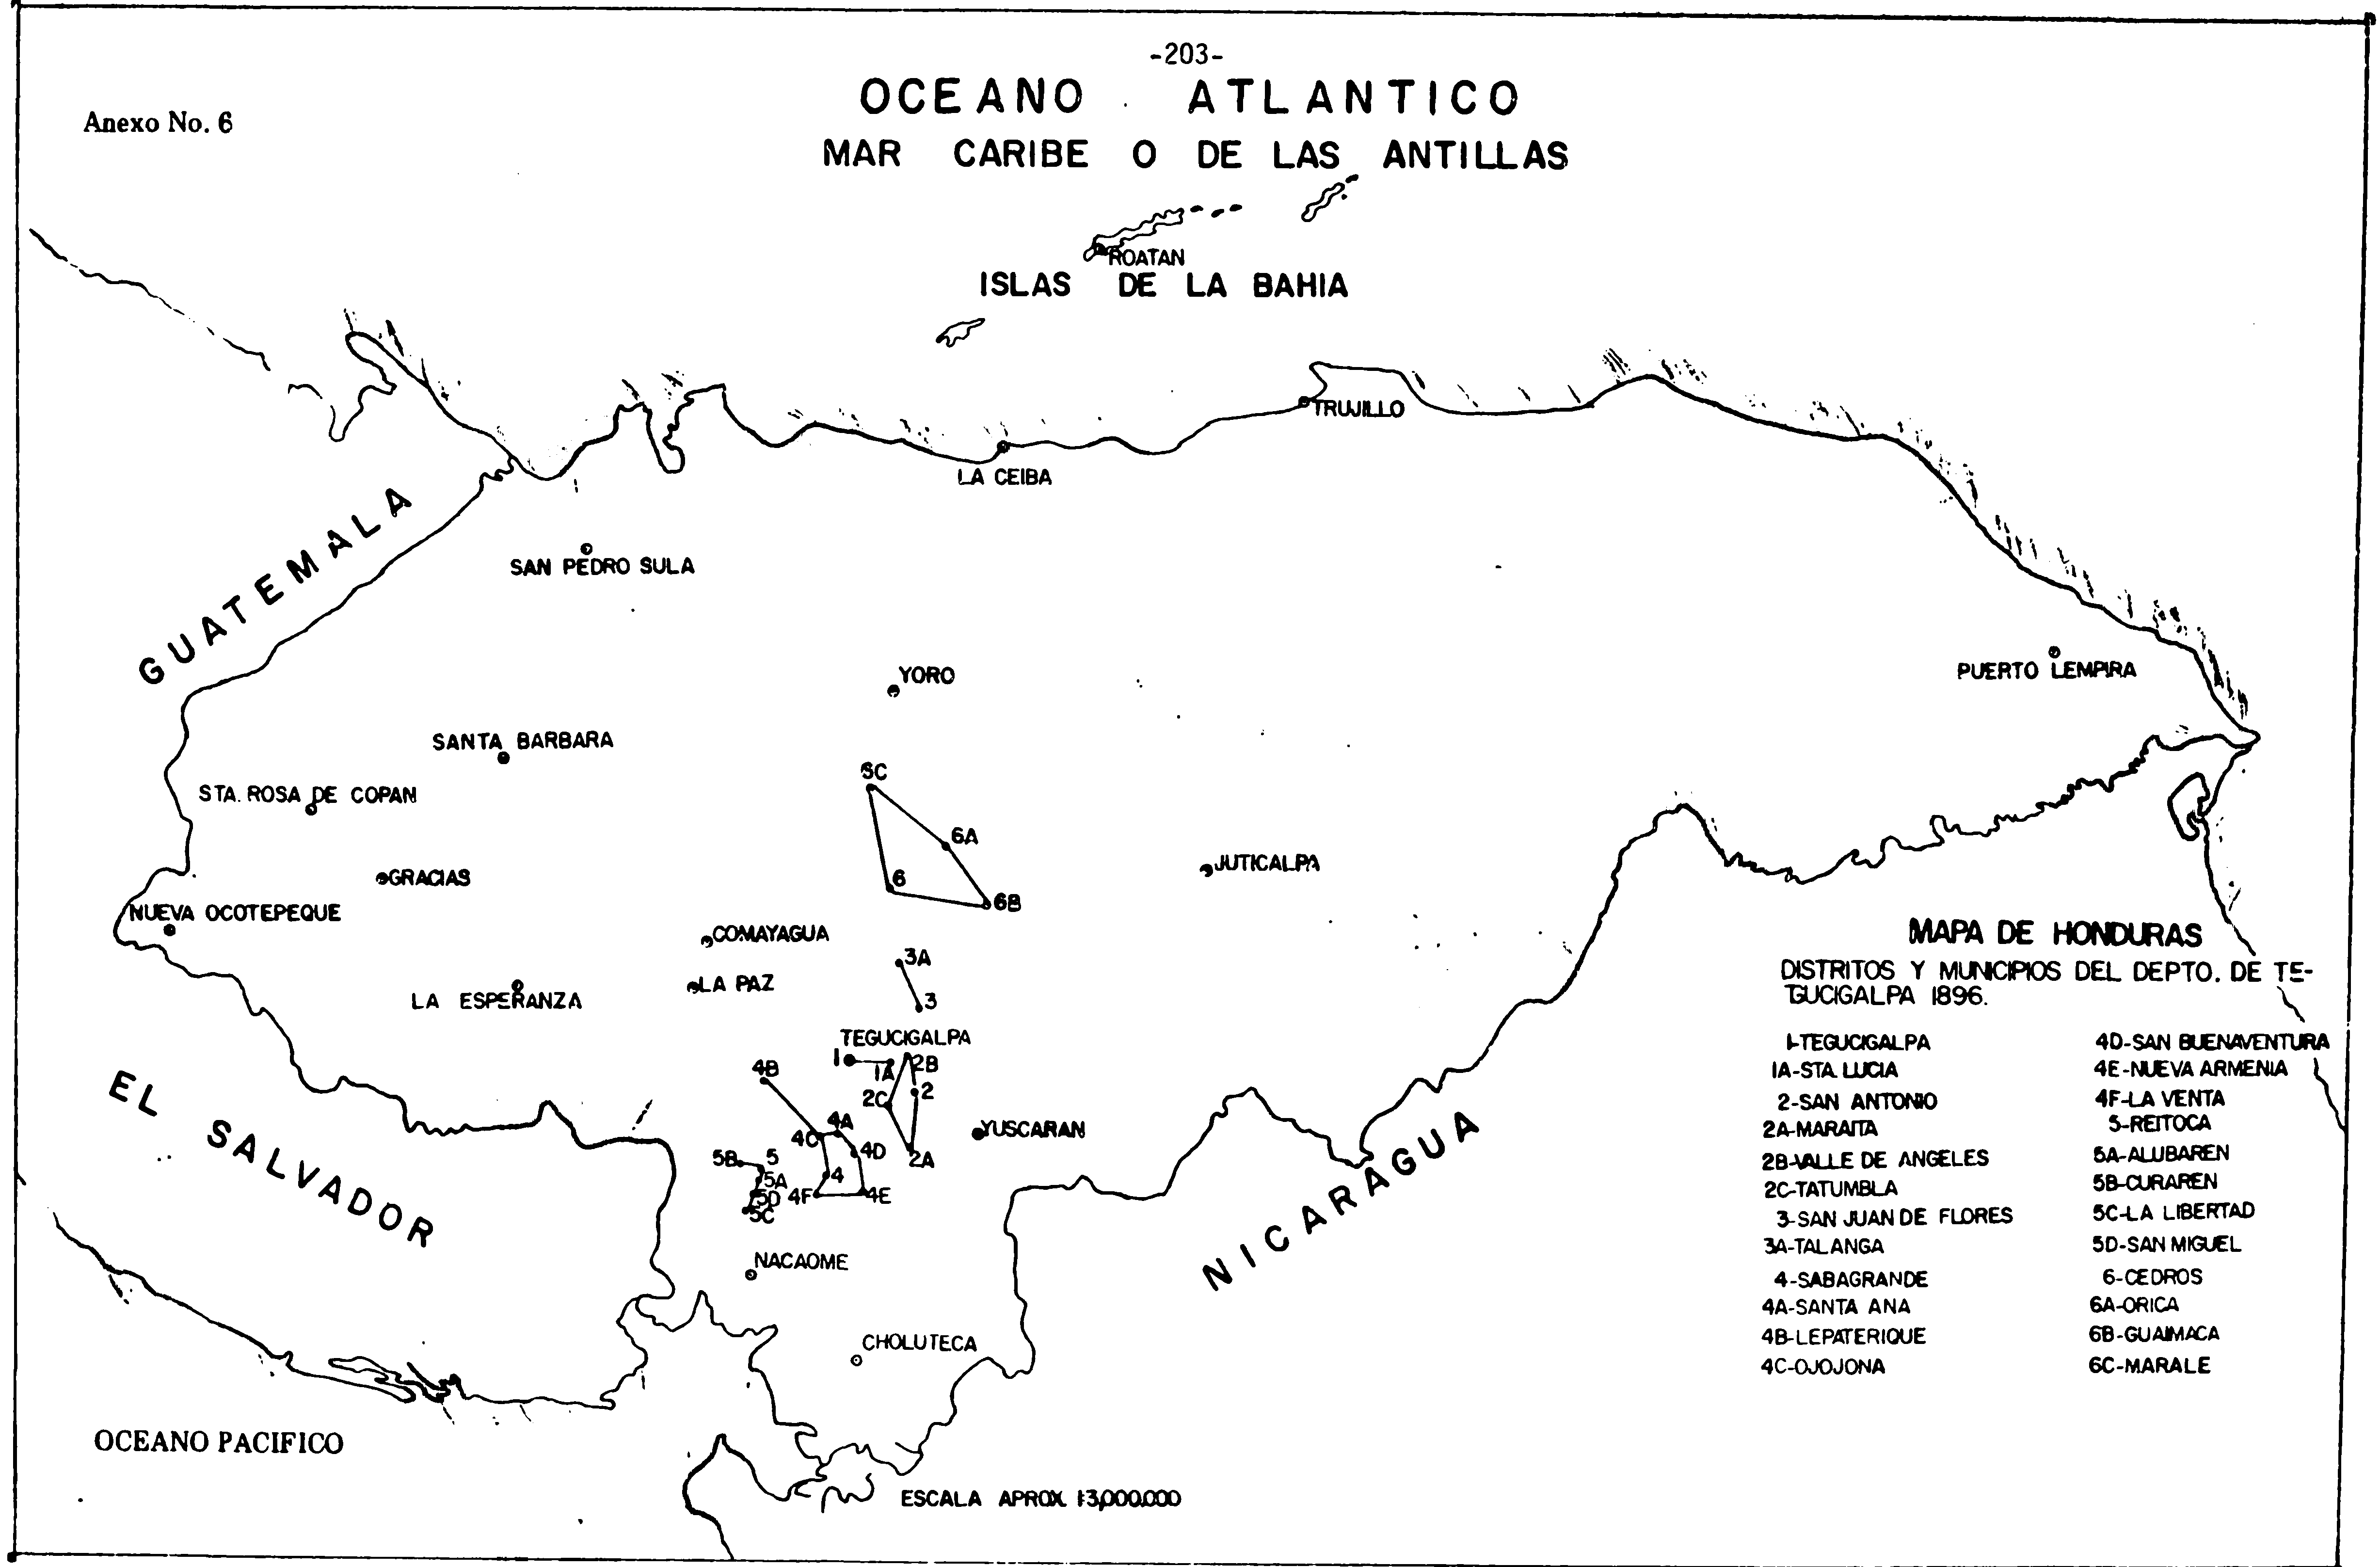 -203-
Anexo No. 6
OCEANO ATLANTICO
MAR CARIBE O DE LAS ANTILLAS
ROATAN
ISLAS DE LA BAHIA
TRUJILLO
LA CEIBA
GUATEMALA
SAN PEDRO SULA
PUERTO LEMPIRA
YORO
SANTA BARBARA
STA. ROSA DE COPAN
6C
6A
6
6B
JUTICALPA
GRACIAS
NUEVA OCOTEPEQUE
COMAYAGUA
3A
LA PAZ
3
LA ESPERANZA
TEGUCIGALPA
1
1A
2B
4B
2C
2
4A
4C
YUSCARAN
4D
2A
5B
5
5A
4
5D
4F
4E
5C
EL SALVADOR
NICARAGUA
NACAOME
CHOLUTECA
OCEANO PACIFICO
ESCALA APROX. 1:3,000.000
MAPA DE HONDURAS
DISTRITOS Y MUNICIPIOS DEL DEPTO. DE TE-
GUCIGALPA 1896.
1-TEGUCIGALPA
1A-STA. LUCIA
2-SAN ANTONIO
2A-MARAITA
2B-VALLE DE ANGELES
2C-TATUMBLA
3-SAN JUAN DE FLORES
3A-TALANGA
4-SABAGRANDE
4A-SANTA ANA
4B-LEPATERIQUE
4C-OJOJONA
4D-SAN BUENAVENTURA
4E-NUEVA ARMENIA
4F-LA VENTA
5-REITOCA
5A-ALUBAREN
5B-CURAREN
5C-LA LIBERTAD
5D-SAN MIGUEL
6-CEDROS
6A-ORICA
6B-GUAIMACA
6C-MARALE